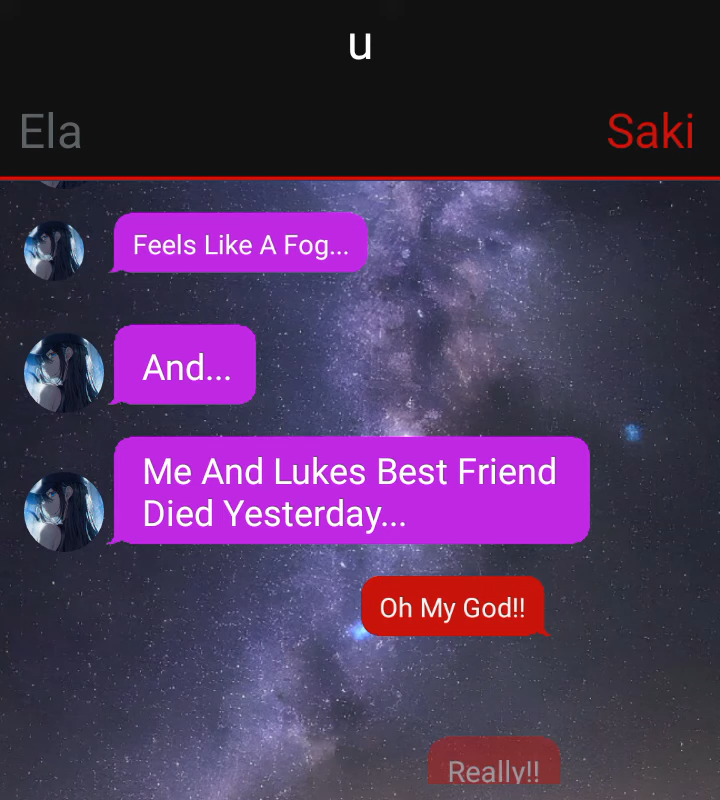 u
Ela
Saki
Feels Like A Fog...
And...
Me And Lukes Best Friend
Died Yesterday...
Oh My God!!
Really!!